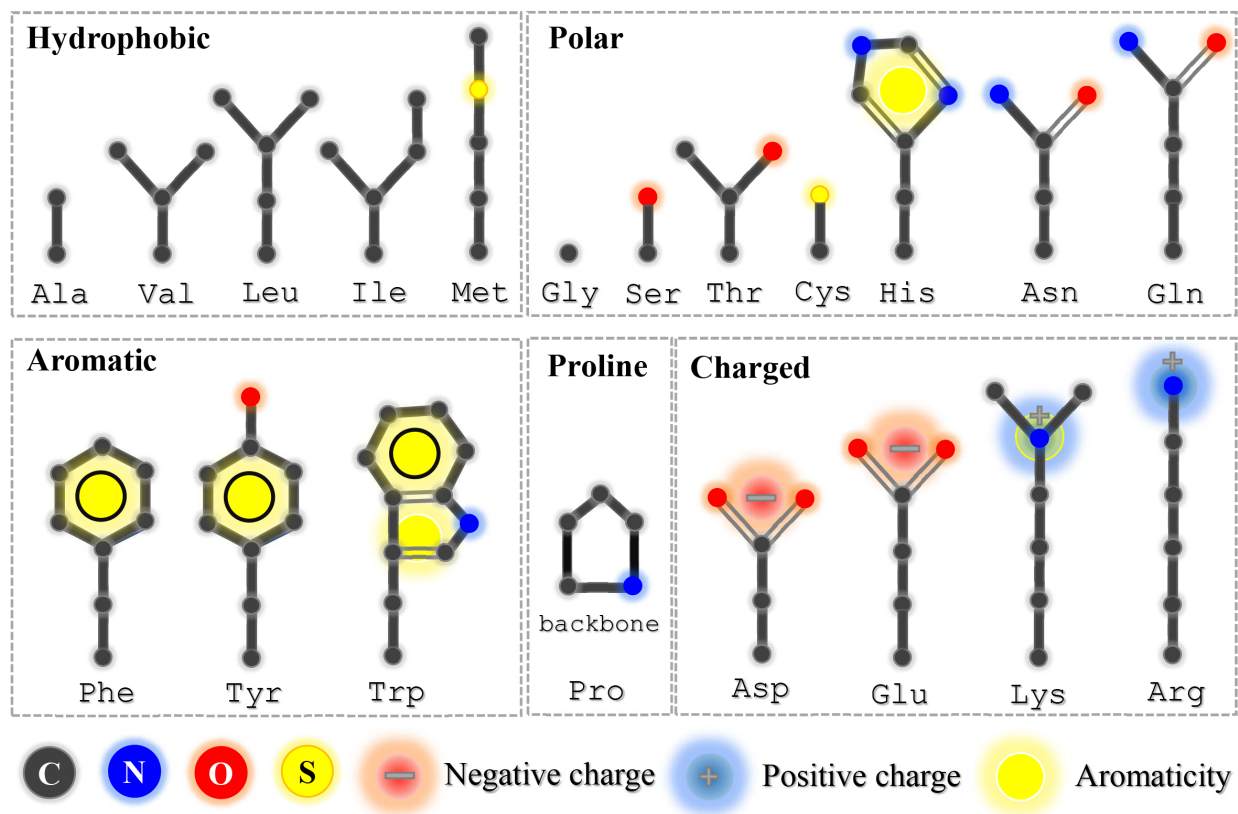 Hydrophobic
Ala Val Leu Ile Met
Polar
Gly Ser Thr Cys His Asn Gln
Aromatic
Phe Tyr Trp
Proline
backbone
Pro
Charged
+
+
− −
Asp Glu Lys Arg
C N O S − Negative charge + Positive charge Aromaticity